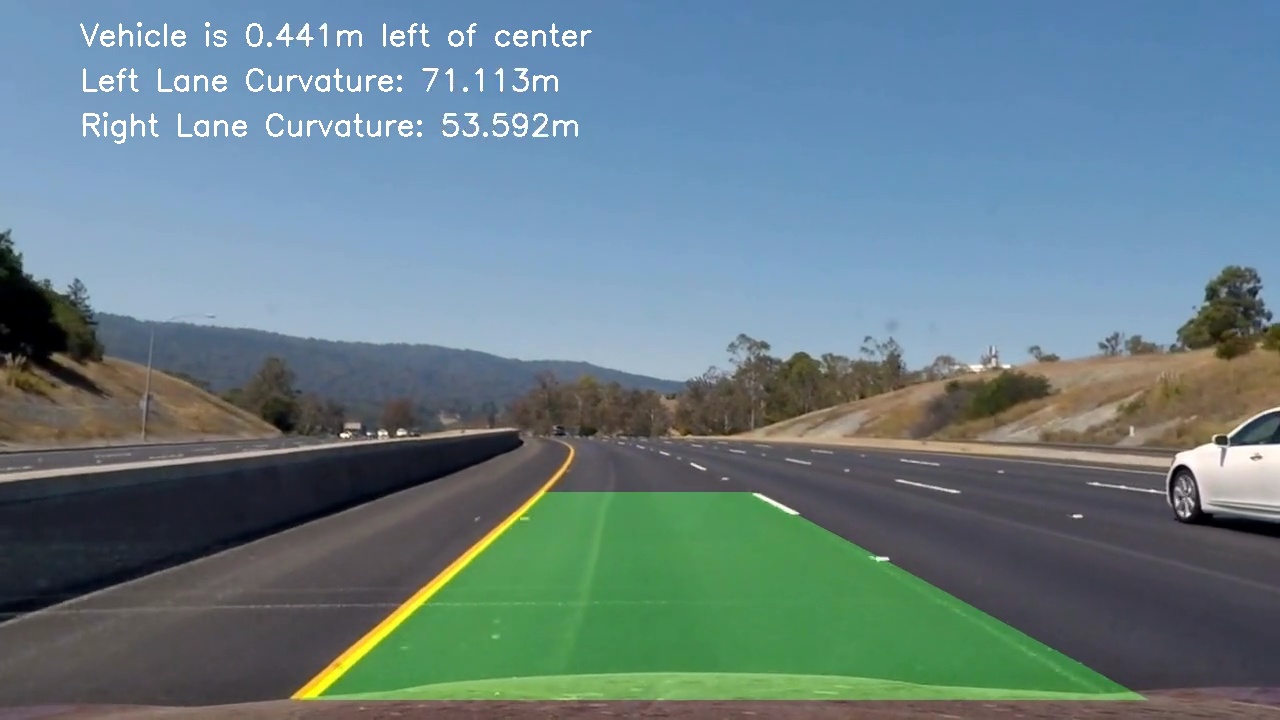 Vehicle is 0.441m left of center
Left Lane Curvature: 71.113m
Right Lane Curvature: 53.592m